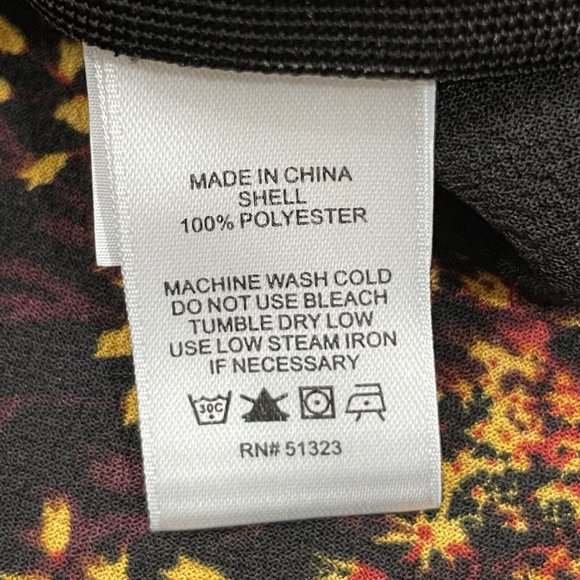 MADE IN CHINA
SHELL
100% POLYESTER
MACHINE WASH COLD
DO NOT USE BLEACH
TUMBLE DRY LOW
USE LOW STEAM IRON
IF NECESSARY
30C
RN# 51323